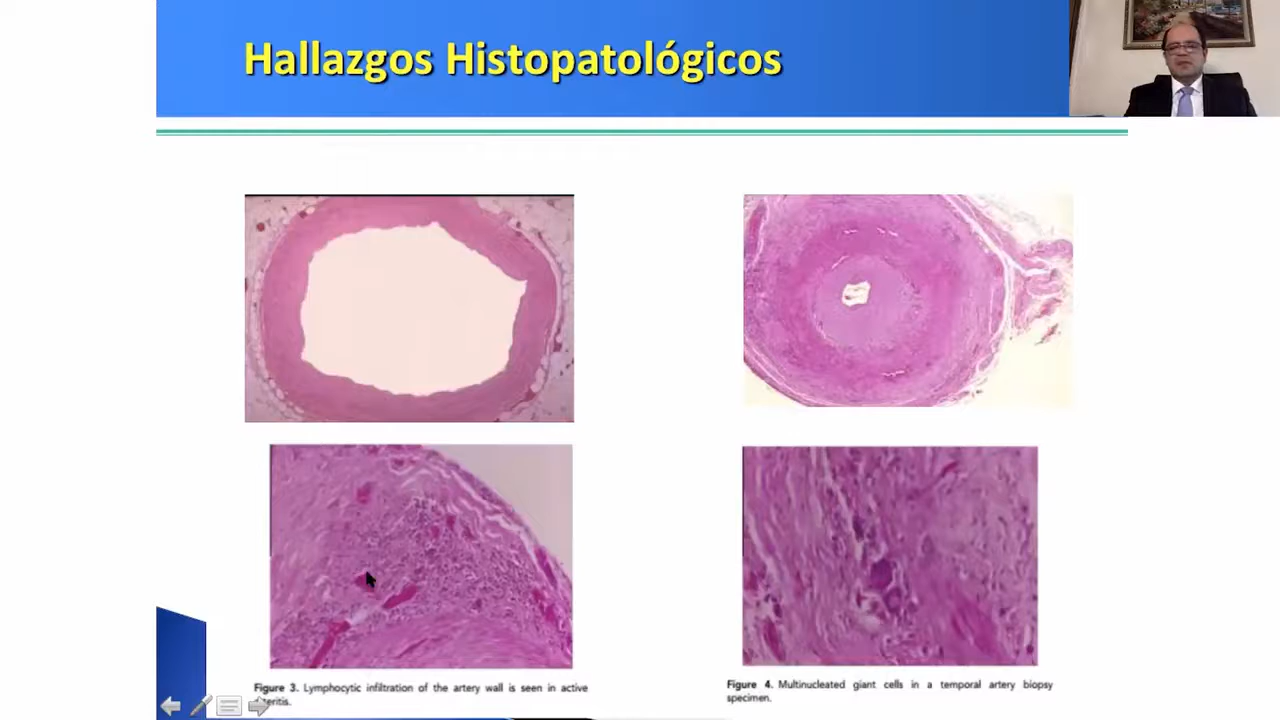 Hallazgos Histopatológicos
Figure 3. Lymphocytic infiltration of the artery wall is seen in active
Figure 4. Multinucleated giant cells in a temporal artery biopsy
specimen.